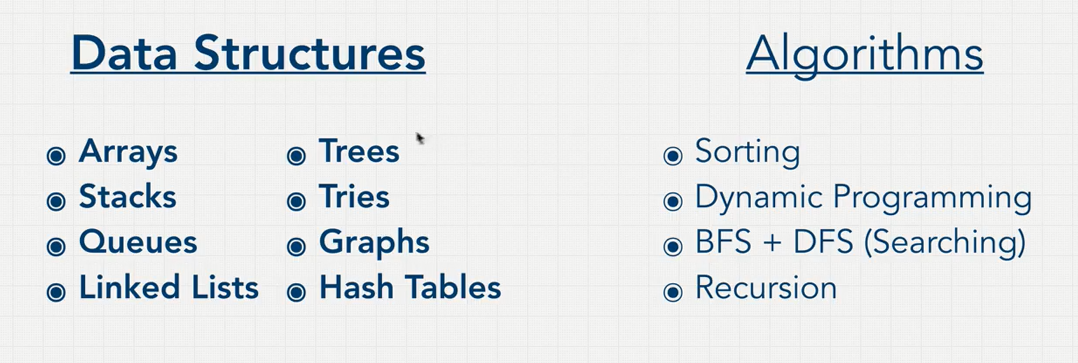 Data Structures
Arrays
Stacks
Queues
Linked Lists
Trees
Tries
Graphs
Hash Tables
Algorithms
Sorting
Dynamic Programming
BFS + DFS (Searching)
Recursion